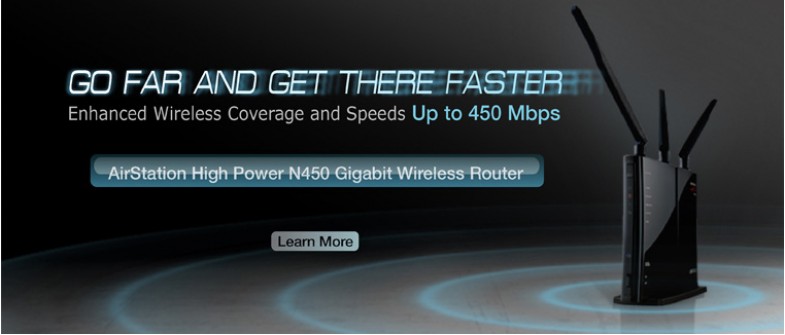 GO FAR AND GET THERE FASTER
Enhanced Wireless Coverage and Speeds Up to 450 Mbps
AirStation High Power N450 Gigabit Wireless Router
Learn More